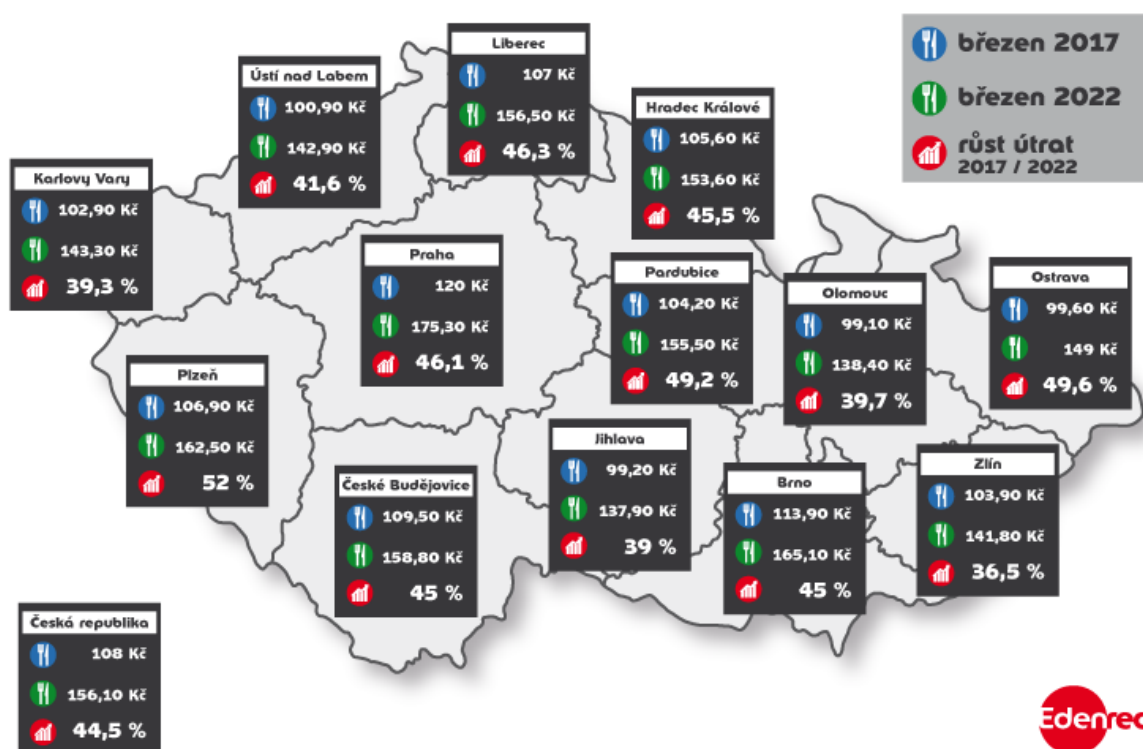 březen 2017
březen 2022
růst útrat
2017 / 2022
Liberec
107 Kč
156,50 Kč
46,3 %
Ústí nad Labem
100,90 Kč
142,90 Kč
41,6 %
Hradec Králové
105,60 Kč
153,60 Kč
45,5 %
Karlovy Vary
102,90 Kč
143,30 Kč
39,3 %
Praha
120 Kč
175,30 Kč
46,1 %
Pardubice
104,20 Kč
155,50 Kč
49,2 %
Olomouc
99,10 Kč
138,40 Kč
39,7 %
Ostrava
99,60 Kč
149 Kč
49,6 %
Plzeň
106,90 Kč
162,50 Kč
52 %
České Budějovice
109,50 Kč
158,80 Kč
45 %
Jihlava
99,20 Kč
137,90 Kč
39 %
Brno
113,90 Kč
165,10 Kč
45 %
Zlín
103,90 Kč
141,80 Kč
36,5 %
Česká republika
108 Kč
156,10 Kč
44,5 %
Edenred